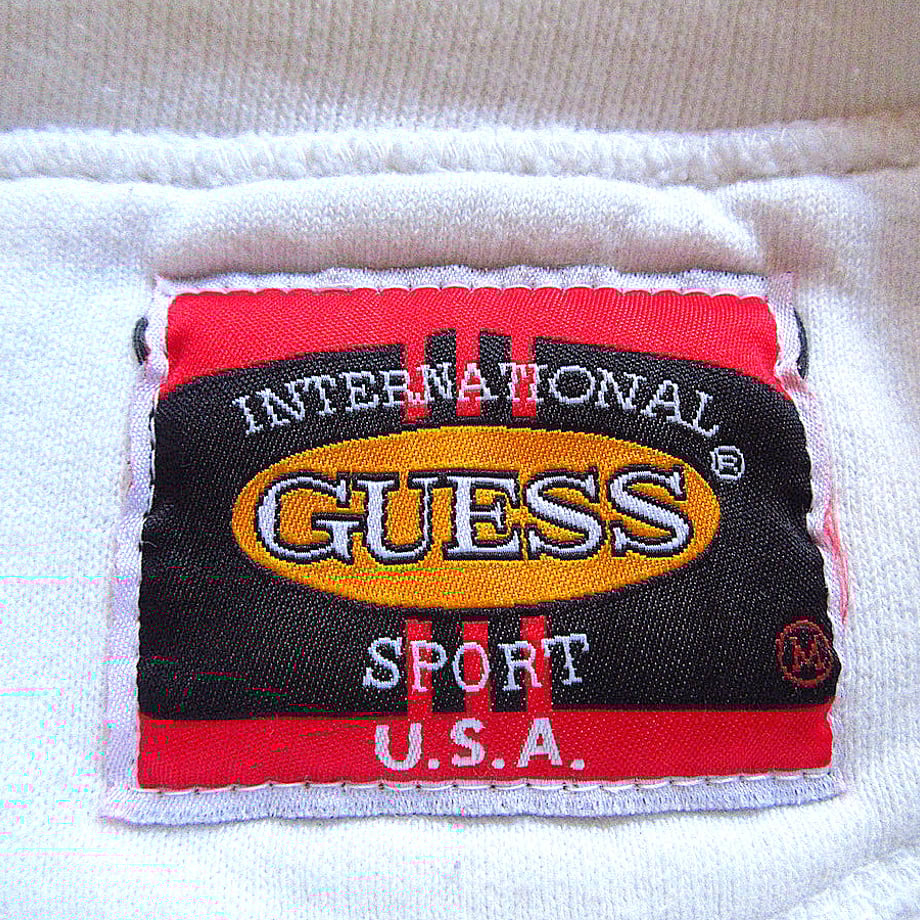 INTERNATIONAL
GUESS®
SPORT
M
U.S.A.